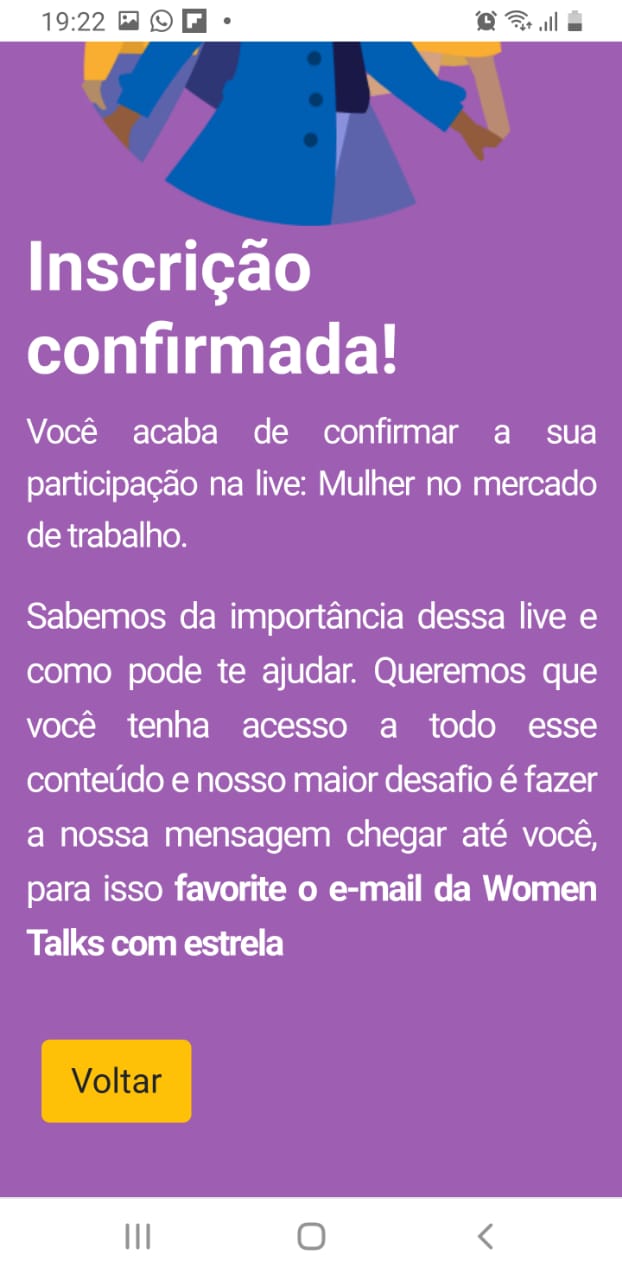 19:22
Inscrição
confirmada!
Você acaba de confirmar a sua
participação na live: Mulher no mercado
de trabalho.
Sabemos da importância dessa live e
como pode te ajudar. Queremos que
você tenha acesso a todo esse
conteúdo e nosso maior desafio é fazer
a nossa mensagem chegar até você,
para isso favorite o e-mail da Women
Talks com estrela
Voltar